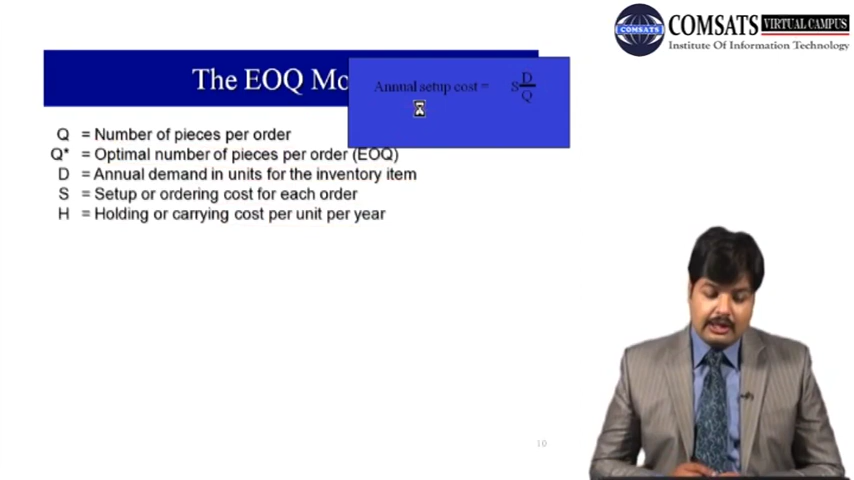 COMSATS VIRTUAL CAMPUS
COMSATS
Institute Of Information Technology
The EOQ Mo
Annual setup cost = S D
Q
Q = Number of pieces per order
Q* = Optimal number of pieces per order (EOQ)
D = Annual demand in units for the inventory item
S = Setup or ordering cost for each order
H = Holding or carrying cost per unit per year
10